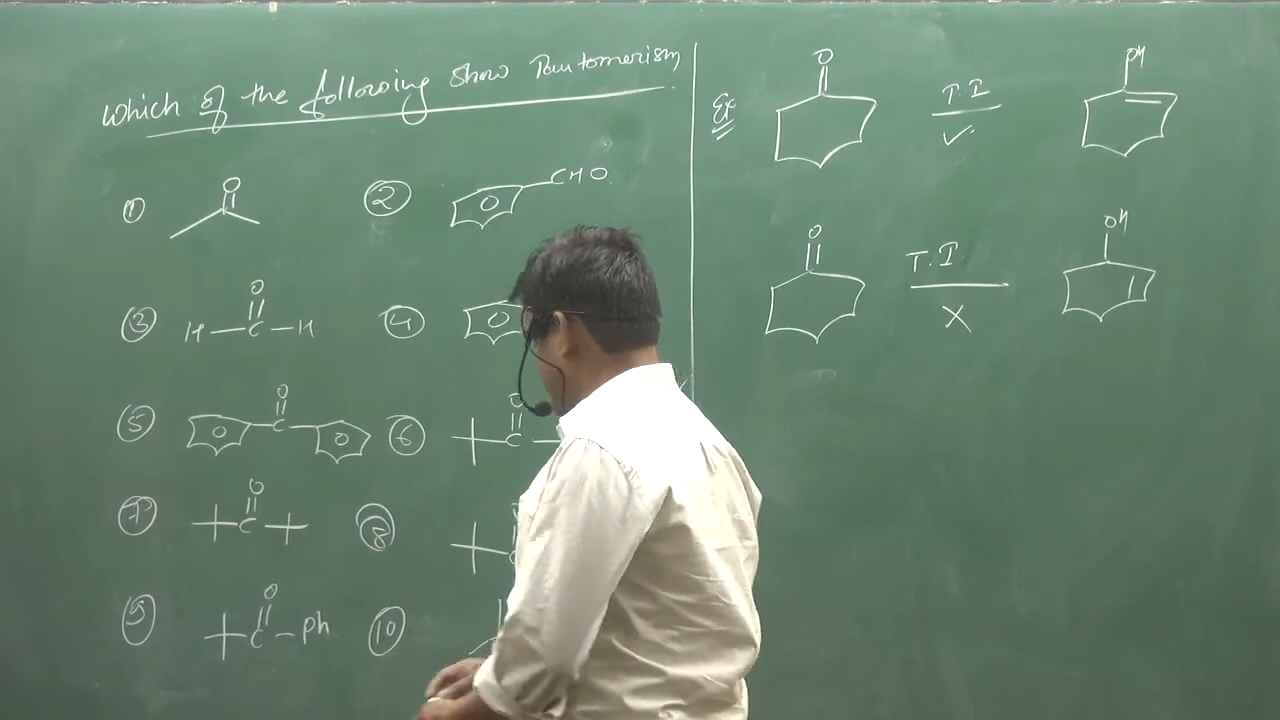 Which of the following show Tautomerism
① O
② O CHO
③ H-C-H O
④ O
⑤ O C O O
⑥ O C
⑦ O C
⑧
⑨ O C-Ph
⑩
Ex O T.I ✓ OH
O T.I X OH